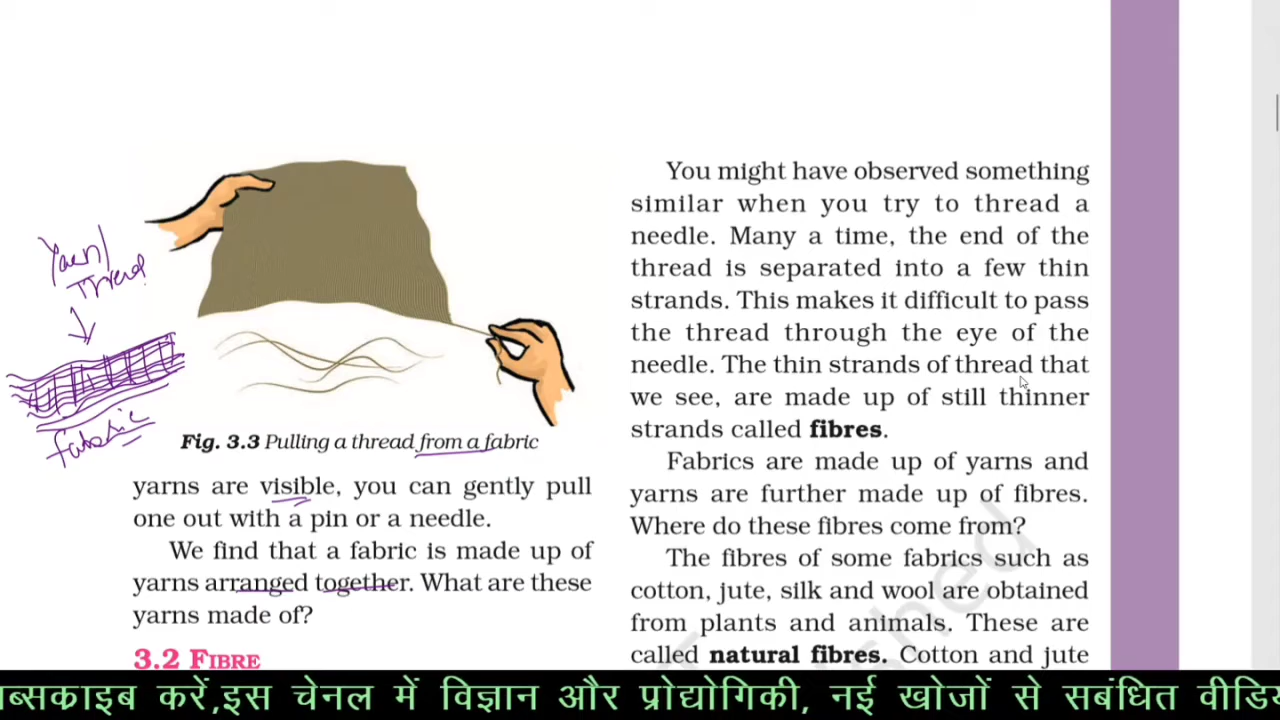 Yarn/
Thread
fabric
Fig. 3.3 Pulling a thread from a fabric
yarns are visible, you can gently pull
one out with a pin or a needle.
We find that a fabric is made up of
yarns arranged together. What are these
yarns made of?
3.2 FIBRE
You might have observed something
similar when you try to thread a
needle. Many a time, the end of the
thread is separated into a few thin
strands. This makes it difficult to pass
the thread through the eye of the
needle. The thin strands of thread that
we see, are made up of still thinner
strands called fibres.
Fabrics are made up of yarns and
yarns are further made up of fibres.
Where do these fibres come from?
The fibres of some fabrics such as
cotton, jute, silk and wool are obtained
from plants and animals. These are
called natural fibres. Cotton and jute
ब्सकाइब करें,इस चेनल में विज्ञान और प्रोद्योगिकी, नई खोजों से सबंधित वीडि